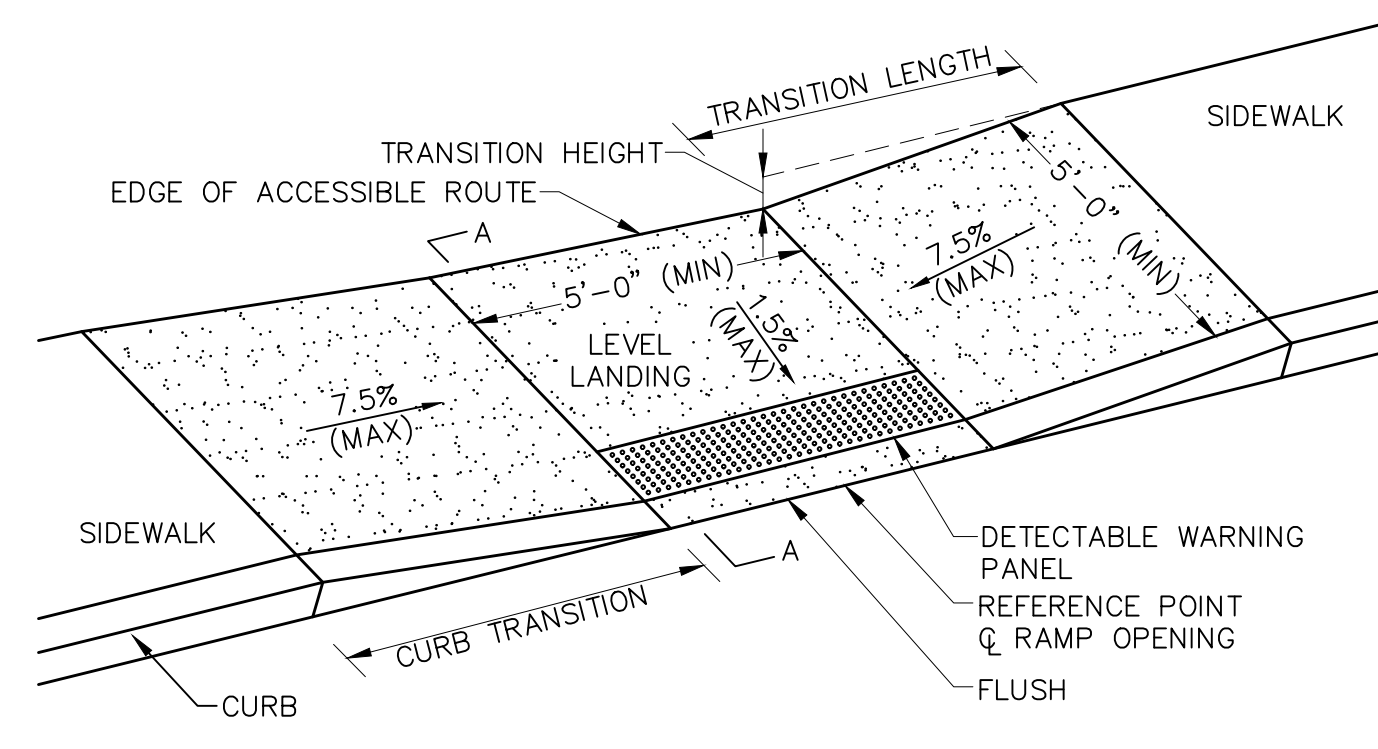 TRANSITION LENGTH
SIDEWALK
TRANSITION HEIGHT
EDGE OF ACCESSIBLE ROUTE
A
5'-0" (MIN)
7.5%
(MAX)
5'-0" (MIN)
1.5%
(MAX)
LEVEL
LANDING
7.5%
(MAX)
SIDEWALK
DETECTABLE WARNING
PANEL
A
REFERENCE POINT
℄ RAMP OPENING
CURB TRANSITION
FLUSH
CURB